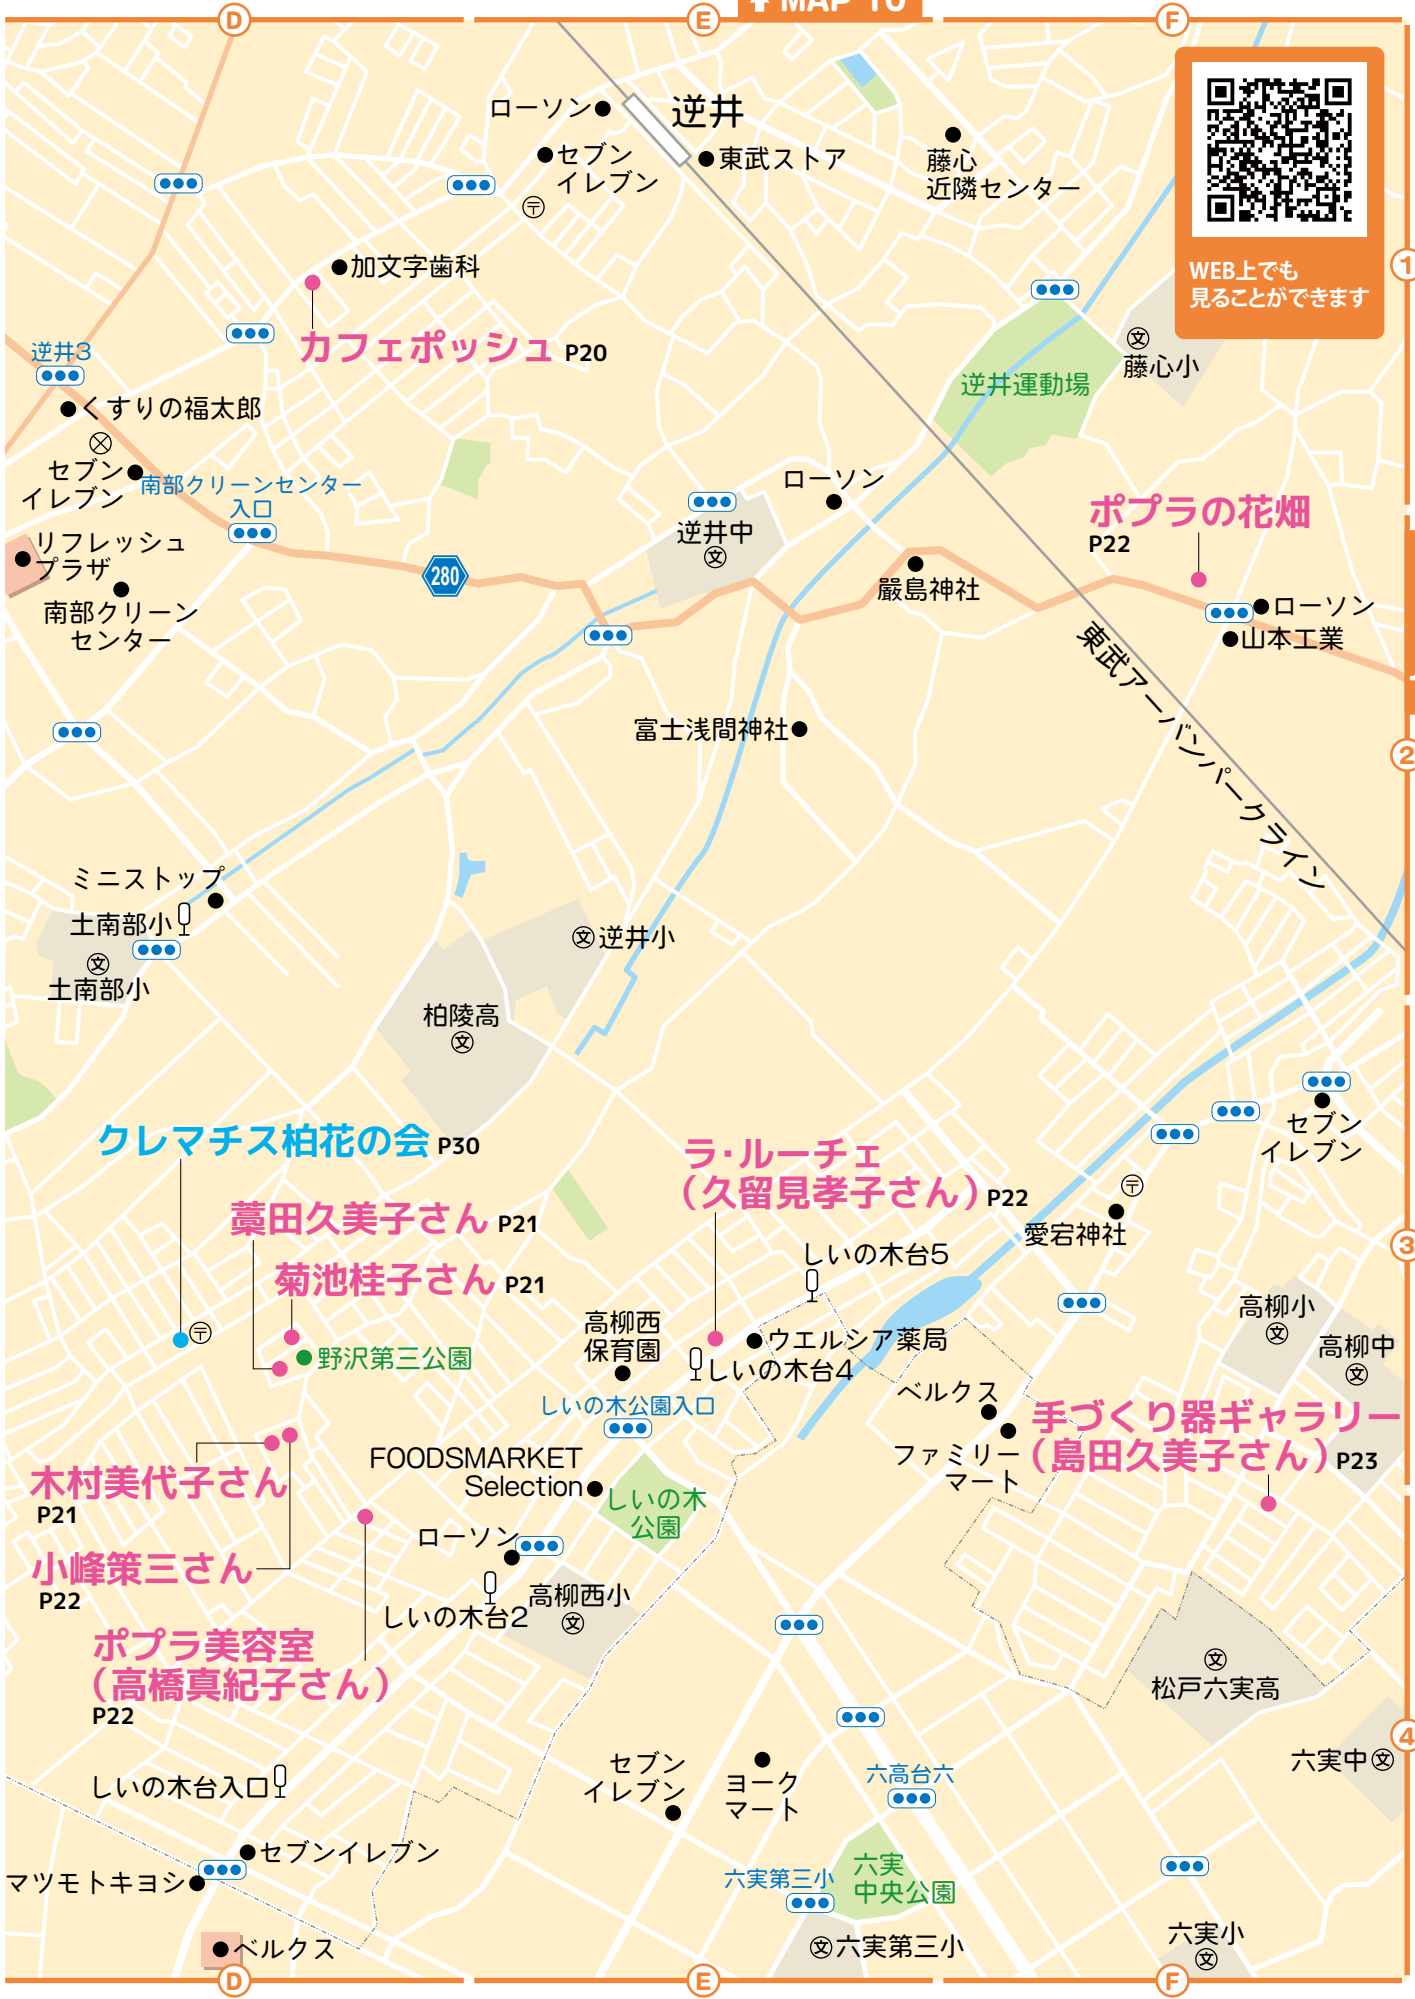 MAP 10
D
E
F
ローソン
逆井
セブン
イレブン
東武ストア
藤心
近隣センター
〒
WEB上でも
見ることができます
1
加文字歯科
カフェポッシュ P20
逆井3
藤心小
文
逆井運動場
くすりの福太郎
セブン
イレブン
南部クリーンセンター
入口
ローソン
逆井中
文
ポプラの花畑
P22
リフレッシュ
プラザ
南部クリーン
センター
280
嚴島神社
ローソン
山本工業
東武アーバンパークライン
富士浅間神社
2
ミニストップ
土南部小
文
土南部小
文逆井小
柏陵高
文
セブン
イレブン
クレマチス柏花の会 P30
ラ・ルーチェ
（久留見孝子さん）P22
〒
愛宕神社
藁田久美子さん P21
菊池桂子さん P21
しいの木台5
3
〒
野沢第三公園
高柳西
保育園
ウエルシア薬局
しいの木台4
高柳小
文
高柳中
文
しいの木公園入口
ベルクス
ファミリー
マート
手づくり器ギャラリー
（島田久美子さん）P23
木村美代子さん
P21
FOODSMARKET
Selection
しいの木
公園
ローソン
小峰策三さん
P22
しいの木台2
高柳西小
文
ポプラ美容室
（高橋真紀子さん）
P22
文
松戸六実高
4
六実中文
しいの木台入口
セブン
イレブン
ヨーク
マート
六高台六
セブンイレブン
マツモトキヨシ
六実第三小
六実
中央公園
ベルクス
文六実第三小
六実小
文
D
E
F